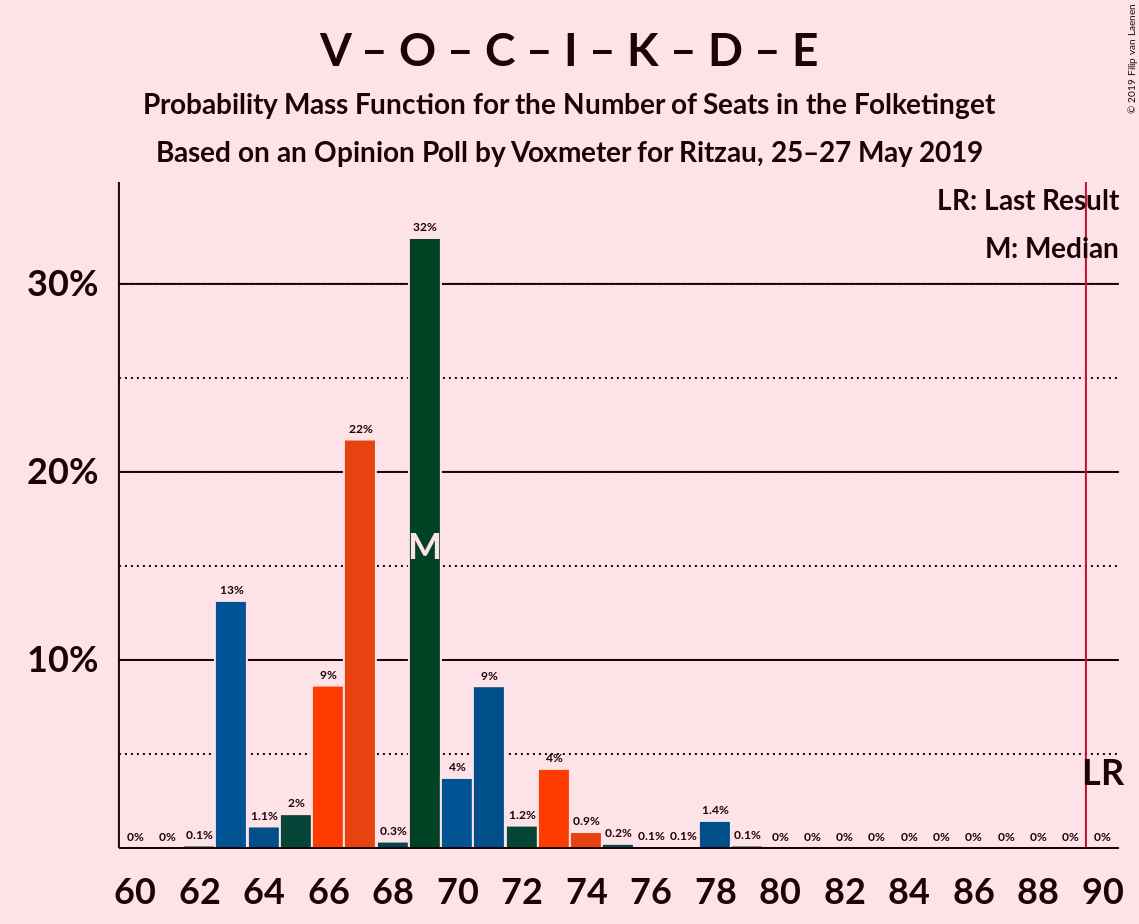 V – O – C – I – K – D – E
Probability Mass Function for the Number of Seats in the Folketinget
Based on an Opinion Poll by Voxmeter for Ritzau, 25–27 May 2019
© 2019 Filip van Laenen
LR: Last Result
M: Median
30%
20%
10%
0% 0% 0.1% 13% 1.1% 2% 9% 22% 0.3% 32% 4% 9% 1.2% 4% 0.9% 0.2% 0.1% 0.1% 1.4% 0.1% 0% 0% 0% 0% 0% 0% 0% 0% 0% 0% 0%
M
LR
60 62 64 66 68 70 72 74 76 78 80 82 84 86 88 90